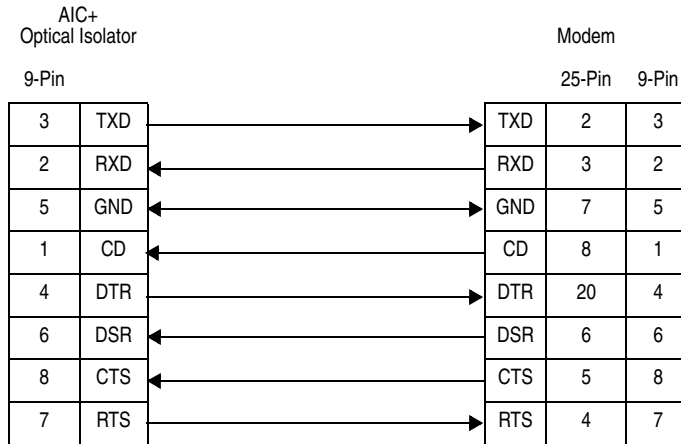 AIC+
Optical Isolator
Modem
9-Pin
25-Pin 9-Pin
3 TXD TXD 2 3
2 RXD RXD 3 2
5 GND GND 7 5
1 CD CD 8 1
4 DTR DTR 20 4
6 DSR DSR 6 6
8 CTS CTS 5 8
7 RTS RTS 4 7